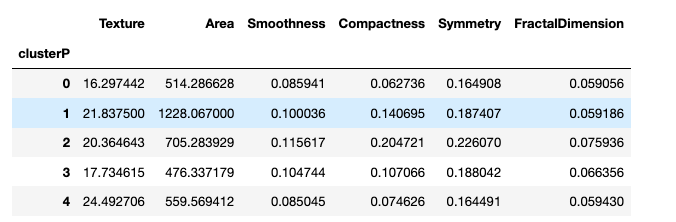 Texture Area Smoothness Compactness Symmetry FractalDimension
clusterP
0 16.297442 514.286628 0.085941 0.062736 0.164908 0.059056
1 21.837500 1228.067000 0.100036 0.140695 0.187407 0.059186
2 20.364643 705.283929 0.115617 0.204721 0.226070 0.075936
3 17.734615 476.337179 0.104744 0.107066 0.188042 0.066356
4 24.492706 559.569412 0.085045 0.074626 0.164491 0.059430